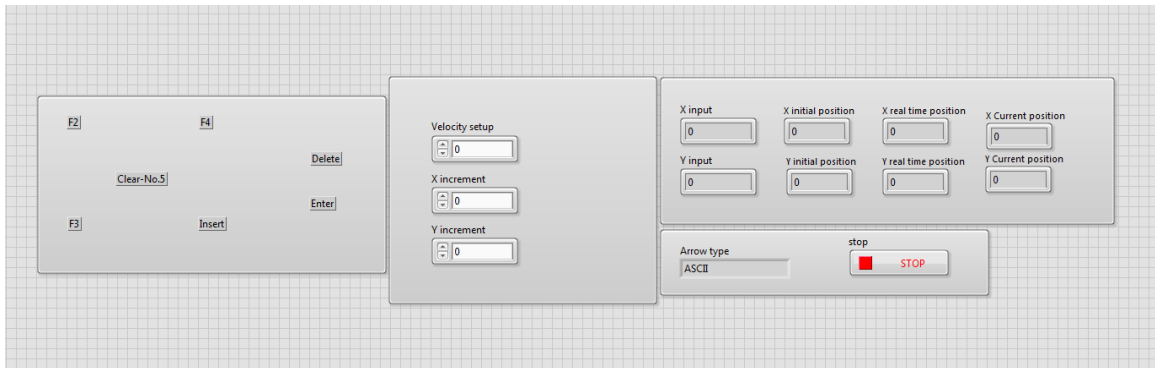 F2
F4
Delete
Clear-No.5
Enter
F3
Insert
Velocity setup
0
X increment
0
Y increment
0
X input
X initial position
X real time position
X Current position
0
0
0
0
Y input
Y initial position
Y real time position
Y Current position
0
0
0
0
Arrow type
ASCII
stop
STOP